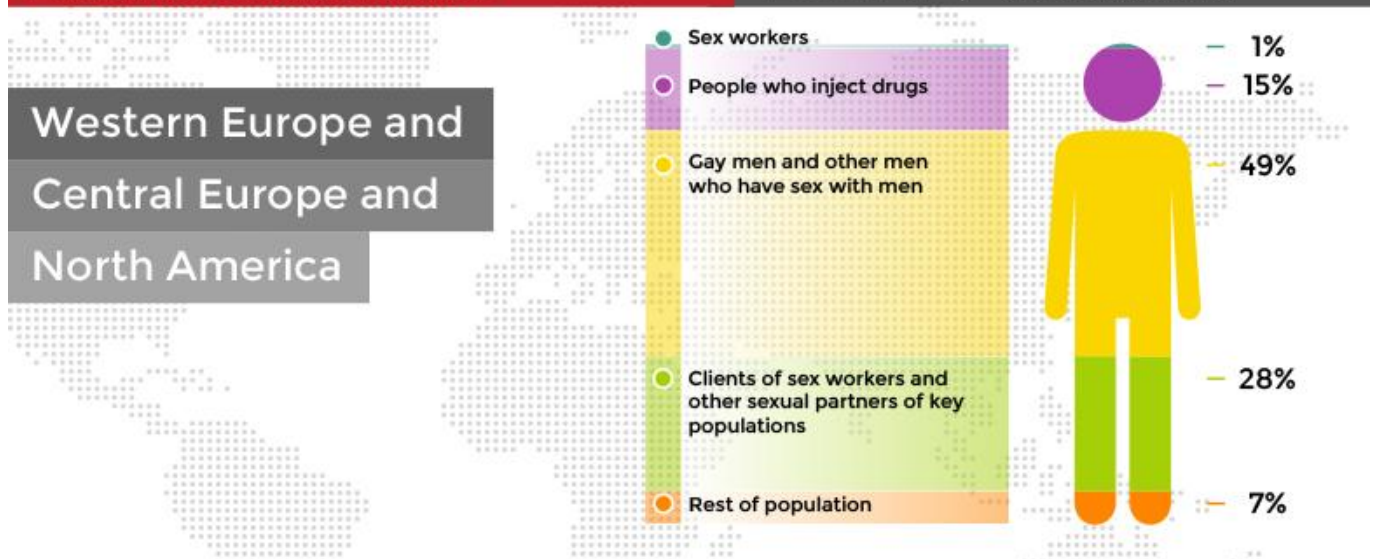 Western Europe and
Central Europe and
North America
Sex workers
1%
People who inject drugs
15%
Gay men and other men
who have sex with men
49%
Clients of sex workers and
other sexual partners of key
populations
28%
Rest of population
7%